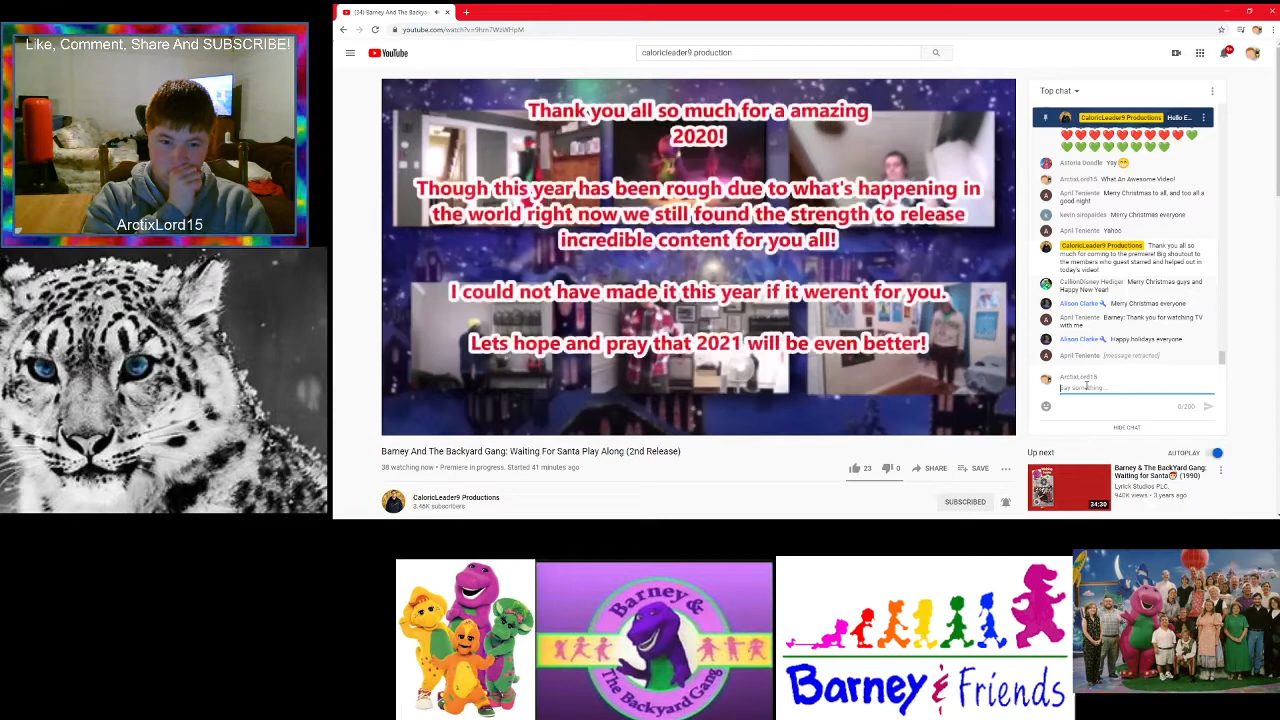 Like, Comment, Share And SUBSCRIBE!
ArctixLord15
(34) Barney And The Backyard
youtube.com/watch?v=9hm7WzWHpM
YouTube
caloricleader9 production
9+
Thank you all so much for a amazing
2020!
Though this year has been rough due to what's happening in
the world right now we still found the strength to release
incredible content for you all!
I could not have made it this year if it werent for you.
Lets hope and pray that 2021 will be even better!
Top chat
CaloricLeader9 Productions Hello E...
Astoria Doodle Yay
ArctixLord15 What An Awesome Video!
April Teniente Merry Christmas to all, and too all a
good night
kevin siropaides Merry Christmas everyone
April Teniente Yahoo
CaloricLeader9 Productions Thank you all so
much for coming to the premiere! Big shoutout to
the members who guest starred and helped out in
today's video!
CallionDisney Hediger Merry Christmas guys and
Happy New Year!
Alison Clarke Merry Christmas everyone
April Teniente Barney: Thank you for watching TV
with me
Alison Clarke Happy holidays everyone
April Teniente [message retracted]
ArctixLord15
Say something...
0/200
HIDE CHAT
Barney And The Backyard Gang: Waiting For Santa Play Along (2nd Release)
38 watching now • Premiere in progress. Started 41 minutes ago
23 0 SHARE SAVE
CaloricLeader9 Productions
3.46K subscribers
SUBSCRIBED
Up next
AUTOPLAY
Barney & The BackYard Gang:
Waiting for Santa (1990)
Lyrick Studios PLC.
940K views • 3 years ago
34:30
Barney &
The Backyard Gang
Barney & Friends